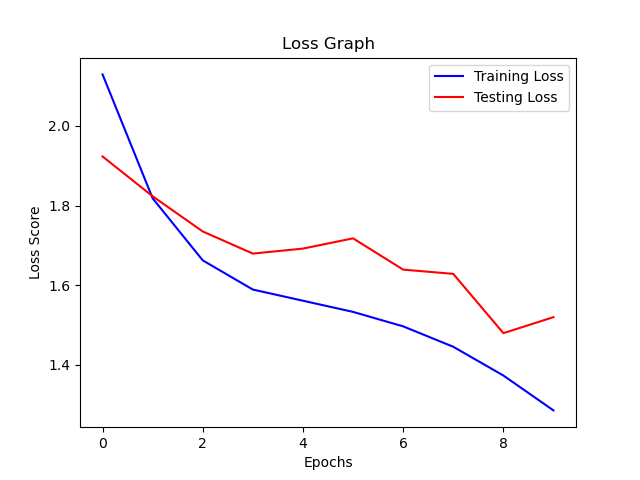 Loss Graph
Training Loss
Testing Loss
2.0
1.8
1.6
1.4
Loss Score
0 2 4 6 8
Epochs